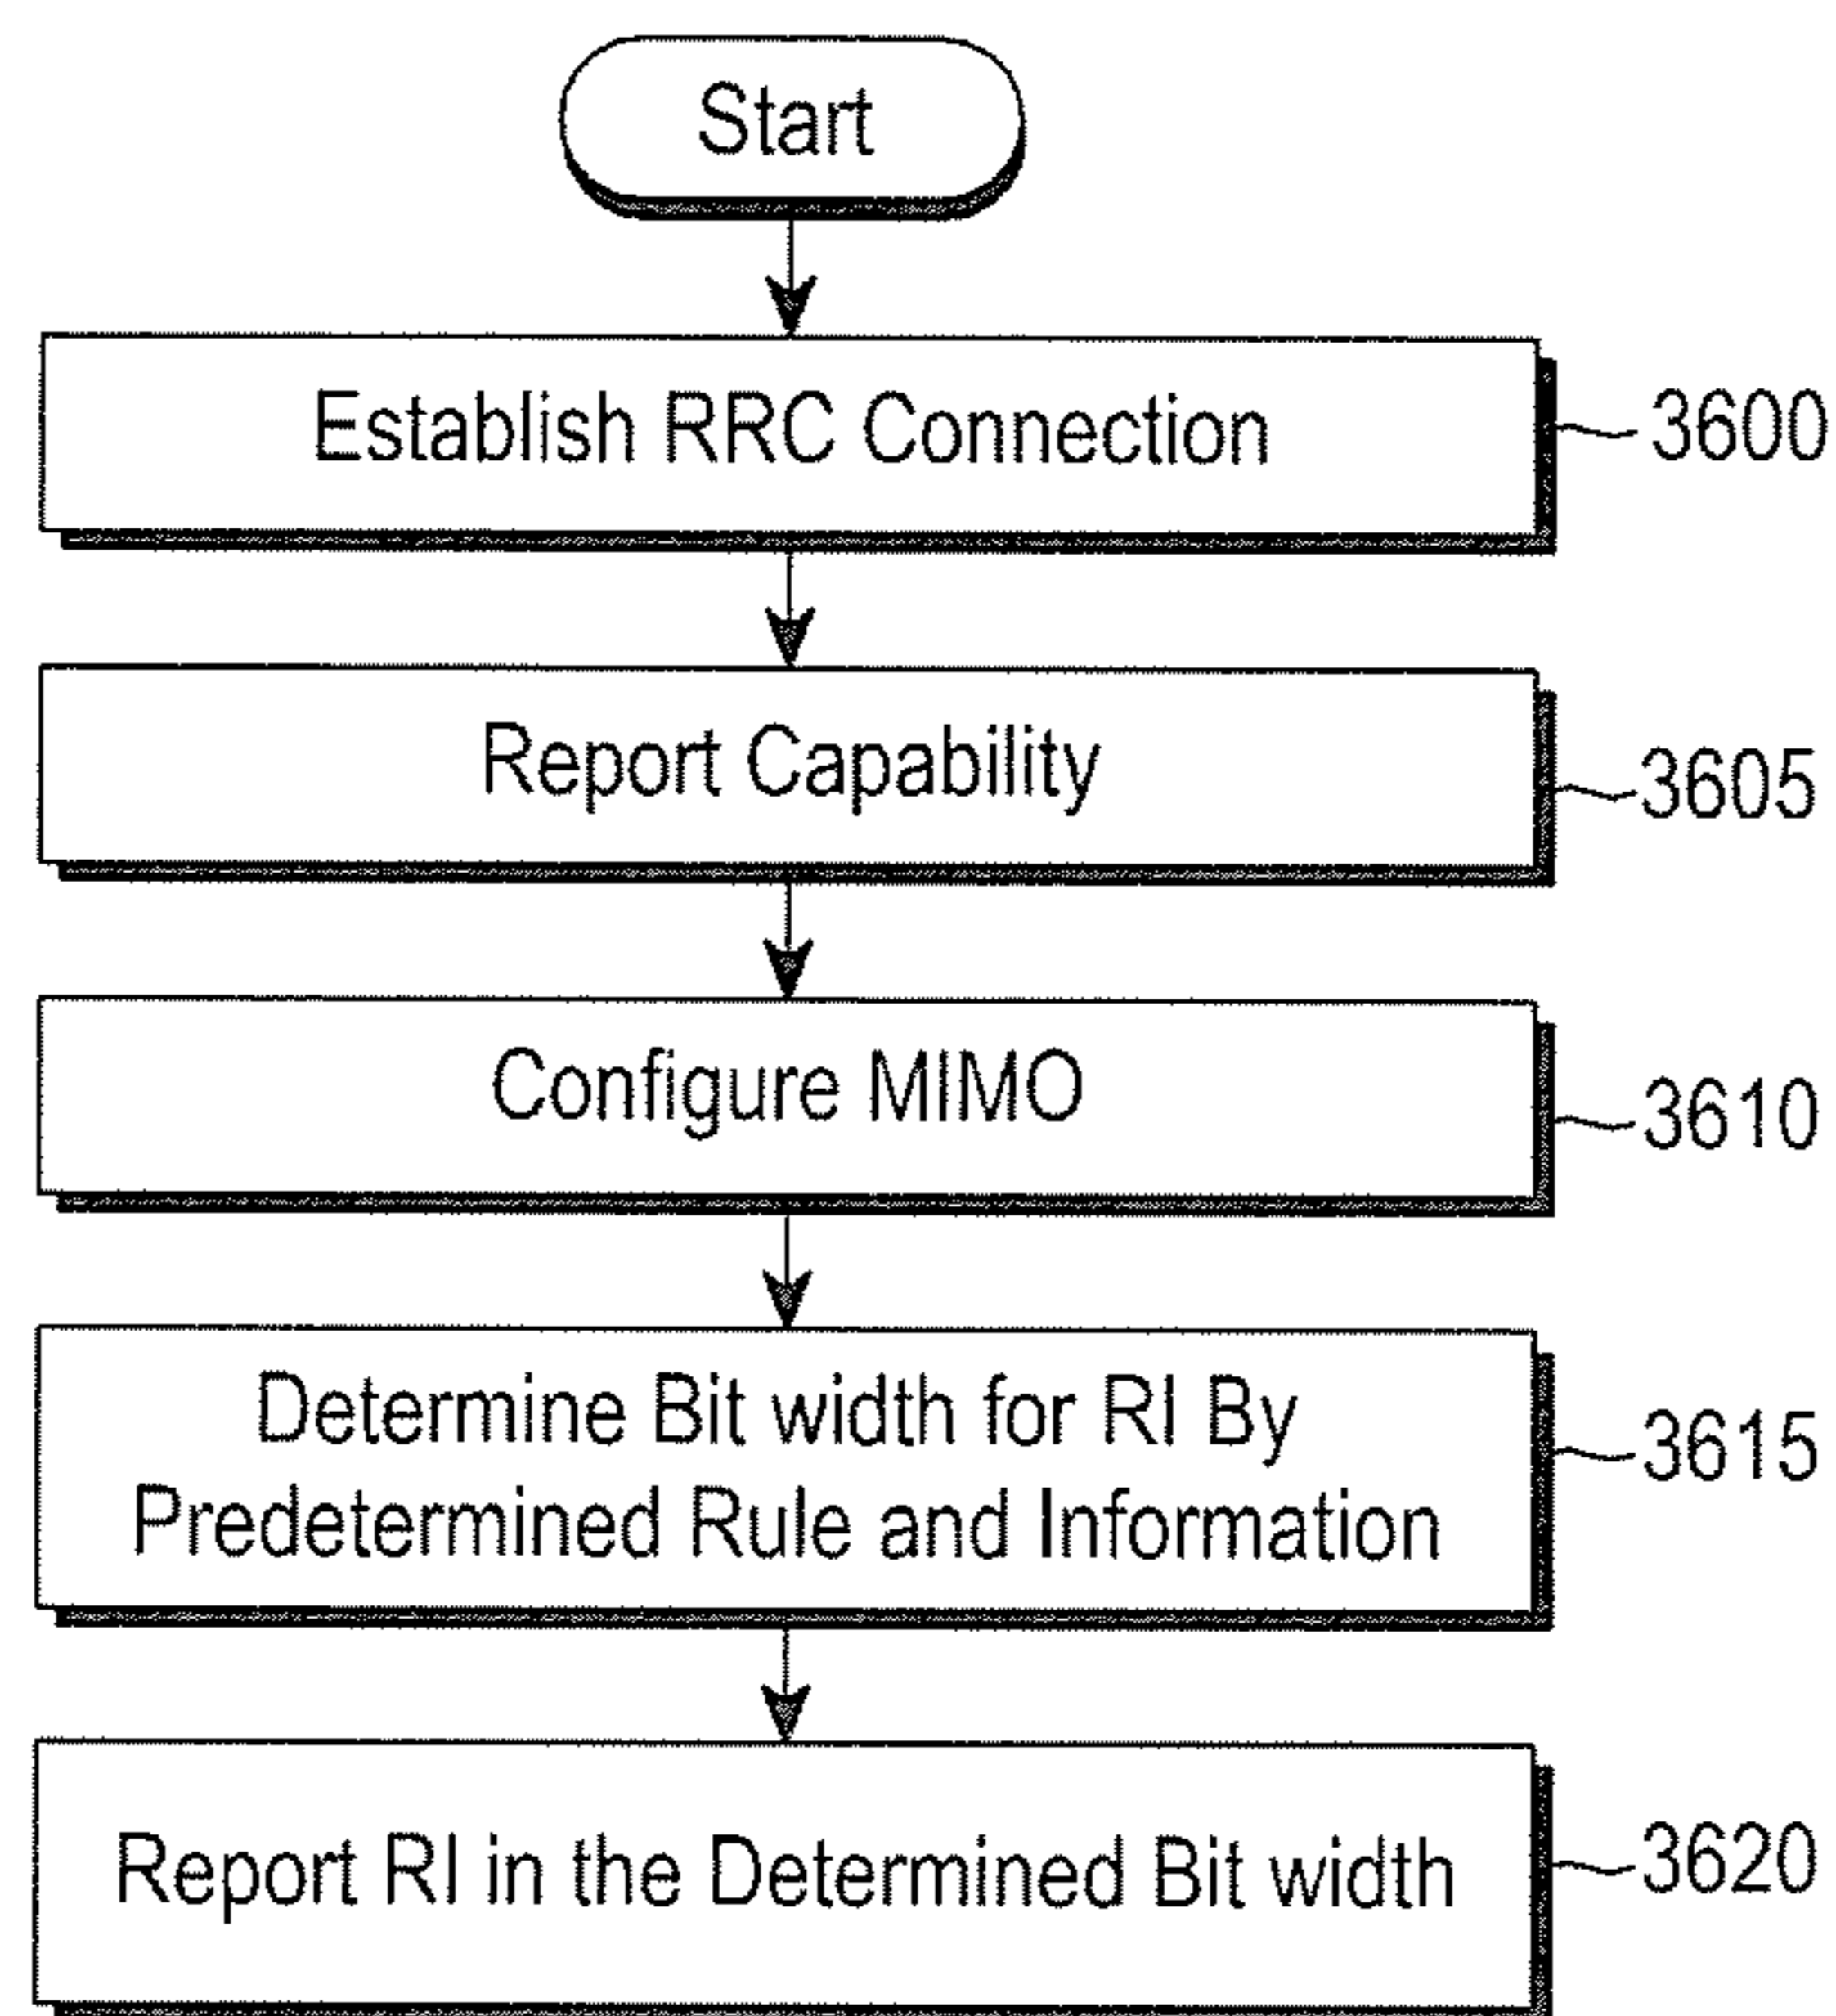 Start
Establish RRC Connection
3600
Report Capability
3605
Configure MIMO
3610
Determine Bit width for RI By
Predetermined Rule and Information
3615
Report RI in the Determined Bit width
3620